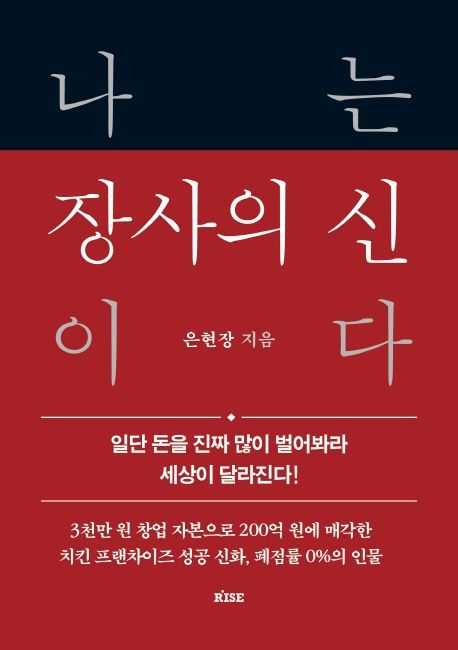 나 는
장사의 신
이 다
은현장 지음
일단 돈을 진짜 많이 벌어봐라
세상이 달라진다!
3천만 원 창업 자본으로 200억 원에 매각한
치킨 프랜차이즈 성공 신화, 폐점률 0%의 인물
RISE